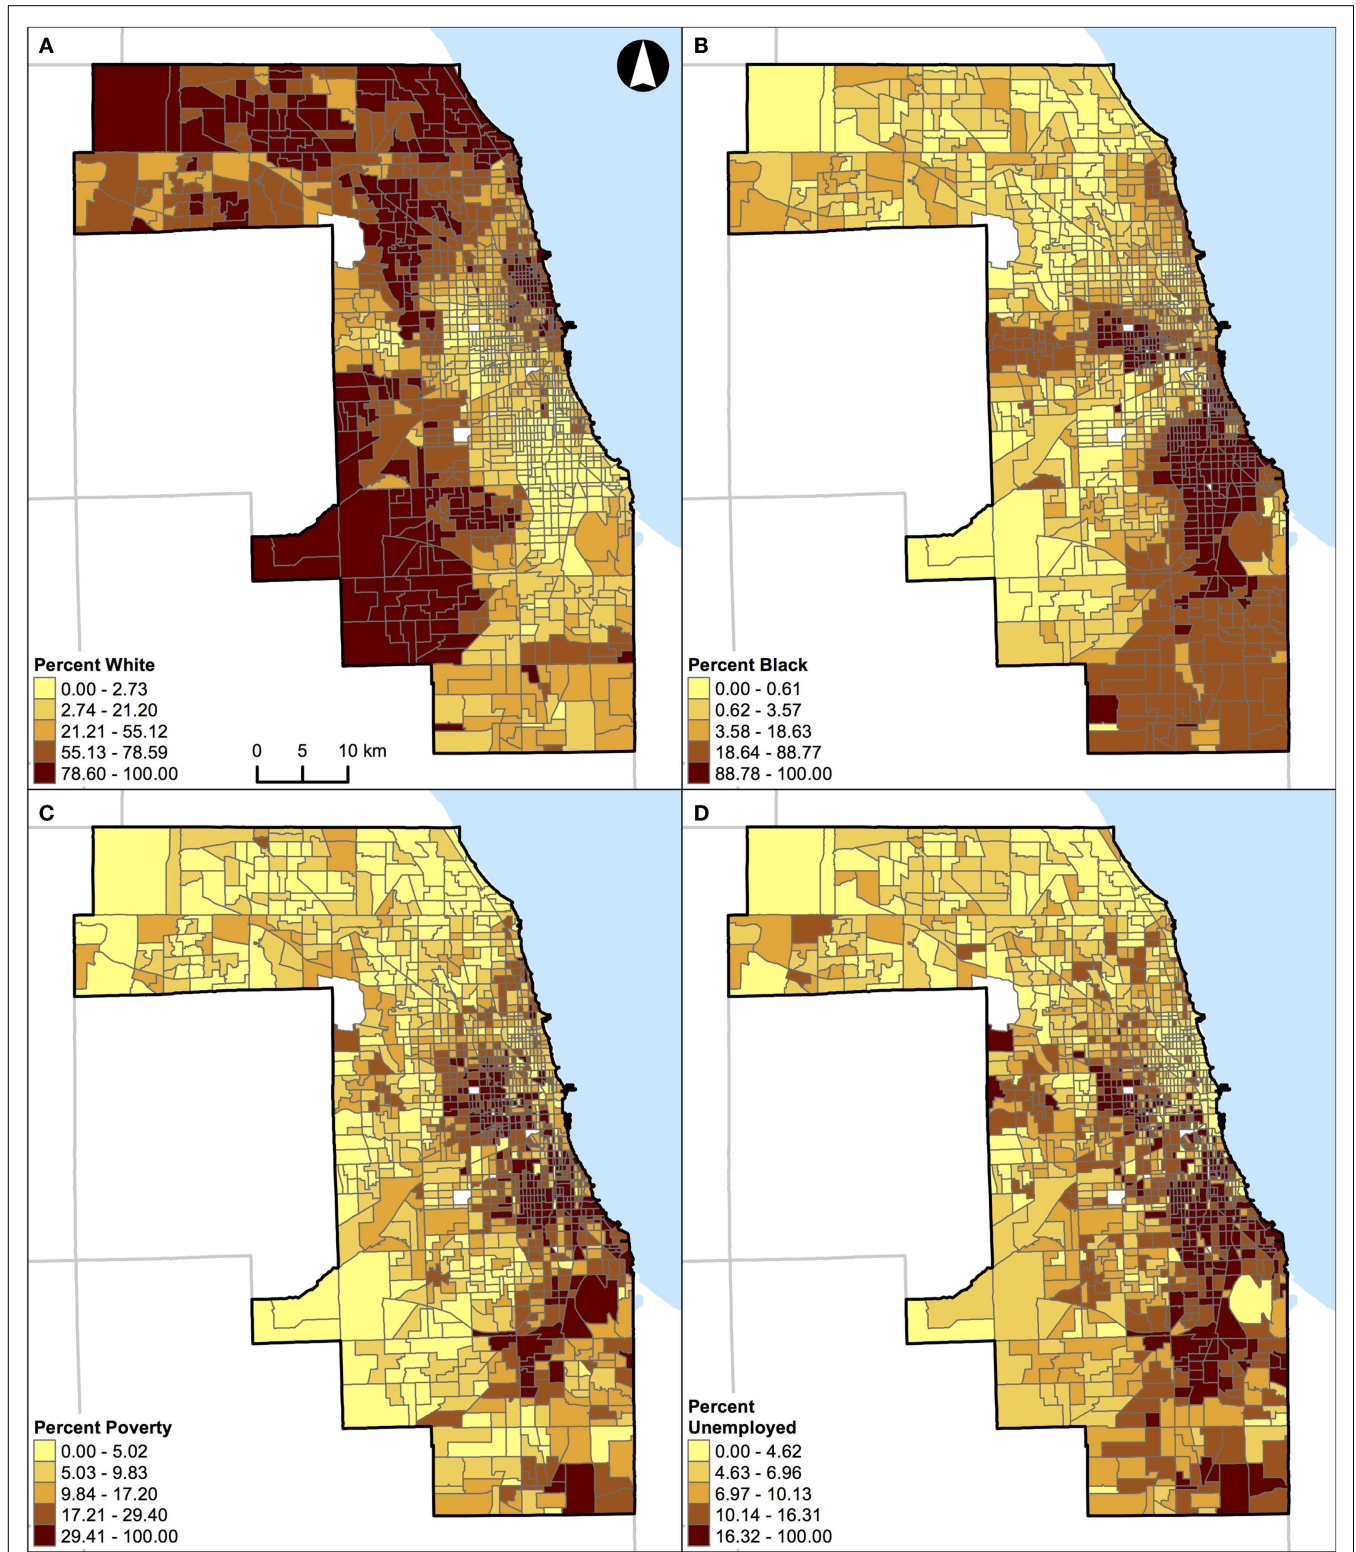 A
B
Percent White
0.00 - 2.73
2.74 - 21.20
21.21 - 55.12
55.13 - 78.59
78.60 - 100.00
0 5 10 km
Percent Black
0.00 - 0.61
0.62 - 3.57
3.58 - 18.63
18.64 - 88.77
88.78 - 100.00
C
D
Percent Poverty
0.00 - 5.02
5.03 - 9.83
9.84 - 17.20
17.21 - 29.40
29.41 - 100.00
Percent
Unemployed
0.00 - 4.62
4.63 - 6.96
6.97 - 10.13
10.14 - 16.31
16.32 - 100.00